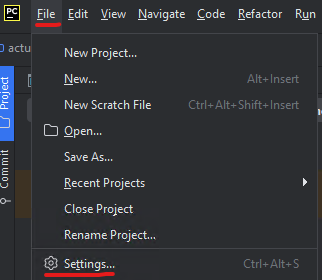 PC
File Edit View Navigate Code Refactor Run
actu
Project
Commit
New Project...
New... Alt+Insert
New Scratch File Ctrl+Alt+Shift+Insert
Open...
Save As...
Recent Projects
Close Project
Rename Project...
Settings... Ctrl+Alt+S